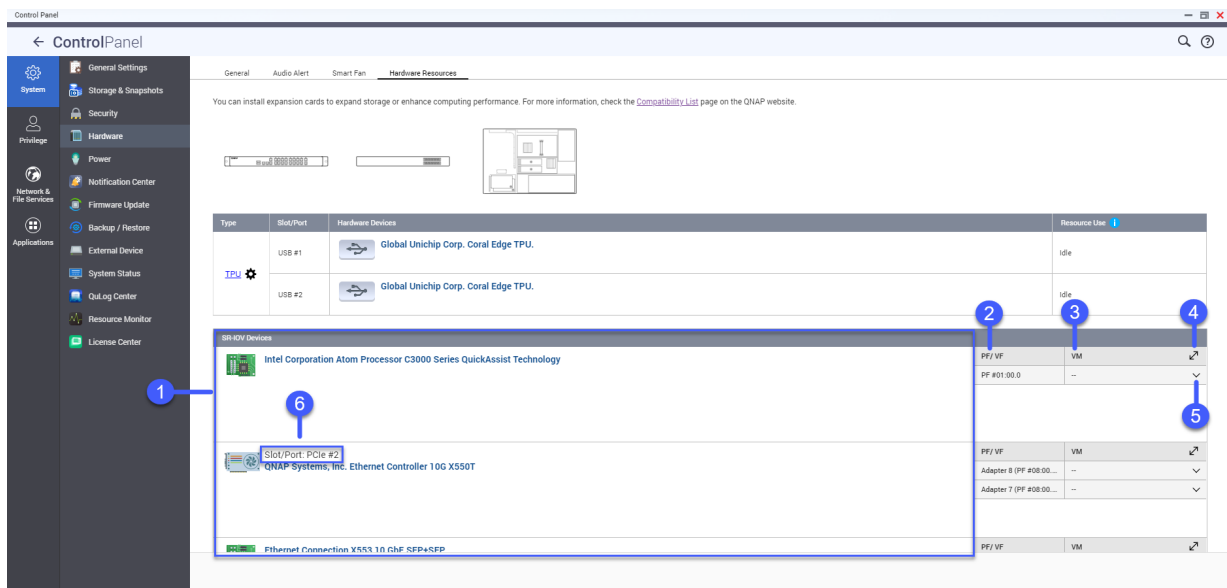 Control Panel
ControlPanel
System
Privilege
Network &
File Services
Applications
General Settings
Storage & Snapshots
Security
Hardware
Power
Notification Center
Firmware Update
Backup / Restore
External Device
System Status
QuLog Center
Resource Monitor
License Center
General Audio Alert Smart Fan Hardware Resources
You can install expansion cards to expand storage or enhance computing performance. For more information, check the Compatibility List page on the QNAP website.
Type Slot/Port Hardware Devices Resource Use i
TPU
USB #1 Global Unichip Corp. Coral Edge TPU. Idle
USB #2 Global Unichip Corp. Coral Edge TPU. Idle
2 3 4
SR-IOV Devices
Intel Corporation Atom Processor C3000 Series QuickAssist Technology
PF/ VF VM
PF #01:00.0 --
1
6
5
Slot/Port: PCIe #2
QNAP Systems, Inc. Ethernet Controller 10G X550T
PF/ VF VM
Adapter 8 (PF #08:00.... --
Adapter 7 (PF #08:00.... --
Ethernet Connection X553 10 GbE SFP+SFP
PF/ VF VM